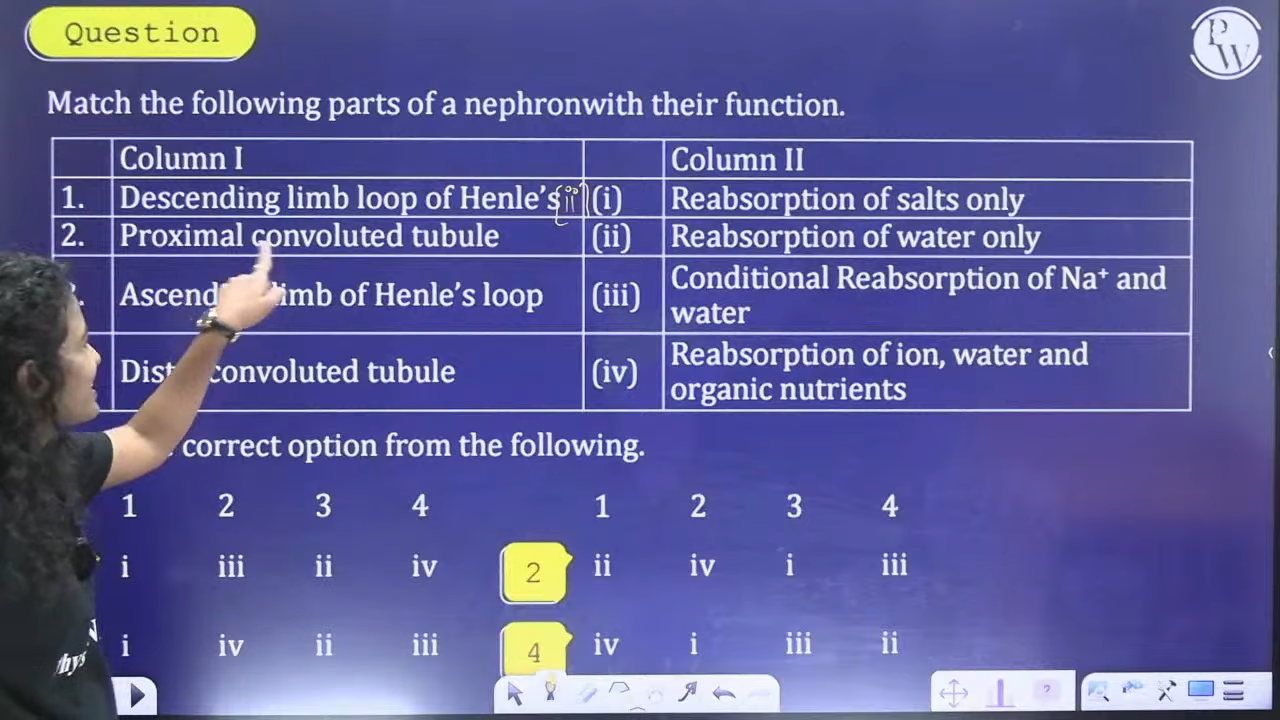 Question
PW
Match the following parts of a nephronwith their function.
Column I Column II
1. Descending limb loop of Henle's ii (i) Reabsorption of salts only
2. Proximal convoluted tubule (ii) Reabsorption of water only
limb of Henle's loop (iii) Conditional Reabsorption of Na⁺ and
water
convoluted tubule (iv) Reabsorption of ion, water and
organic nutrients
correct option from the following.
1 2 3 4 1 2 3 4
i iii ii iv 2 ii iv i iii
i iv ii iii 4 iv i iii ii